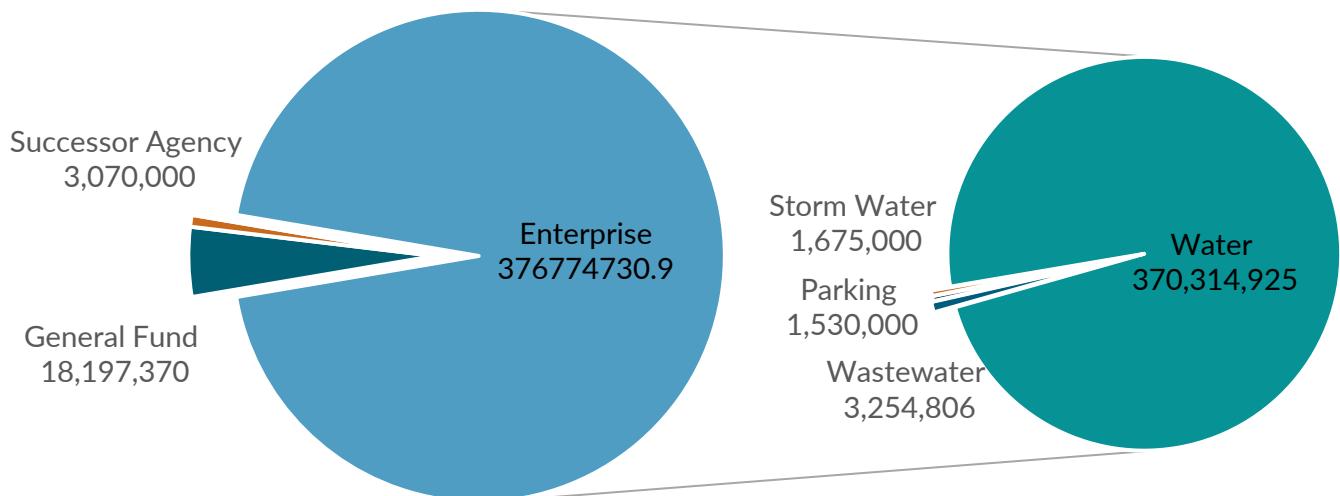 Successor Agency
3,070,000
General Fund
18,197,370
Enterprise
376774730.9
Storm Water
1,675,000
Parking
1,530,000
Wastewater
3,254,806
Water
370,314,925